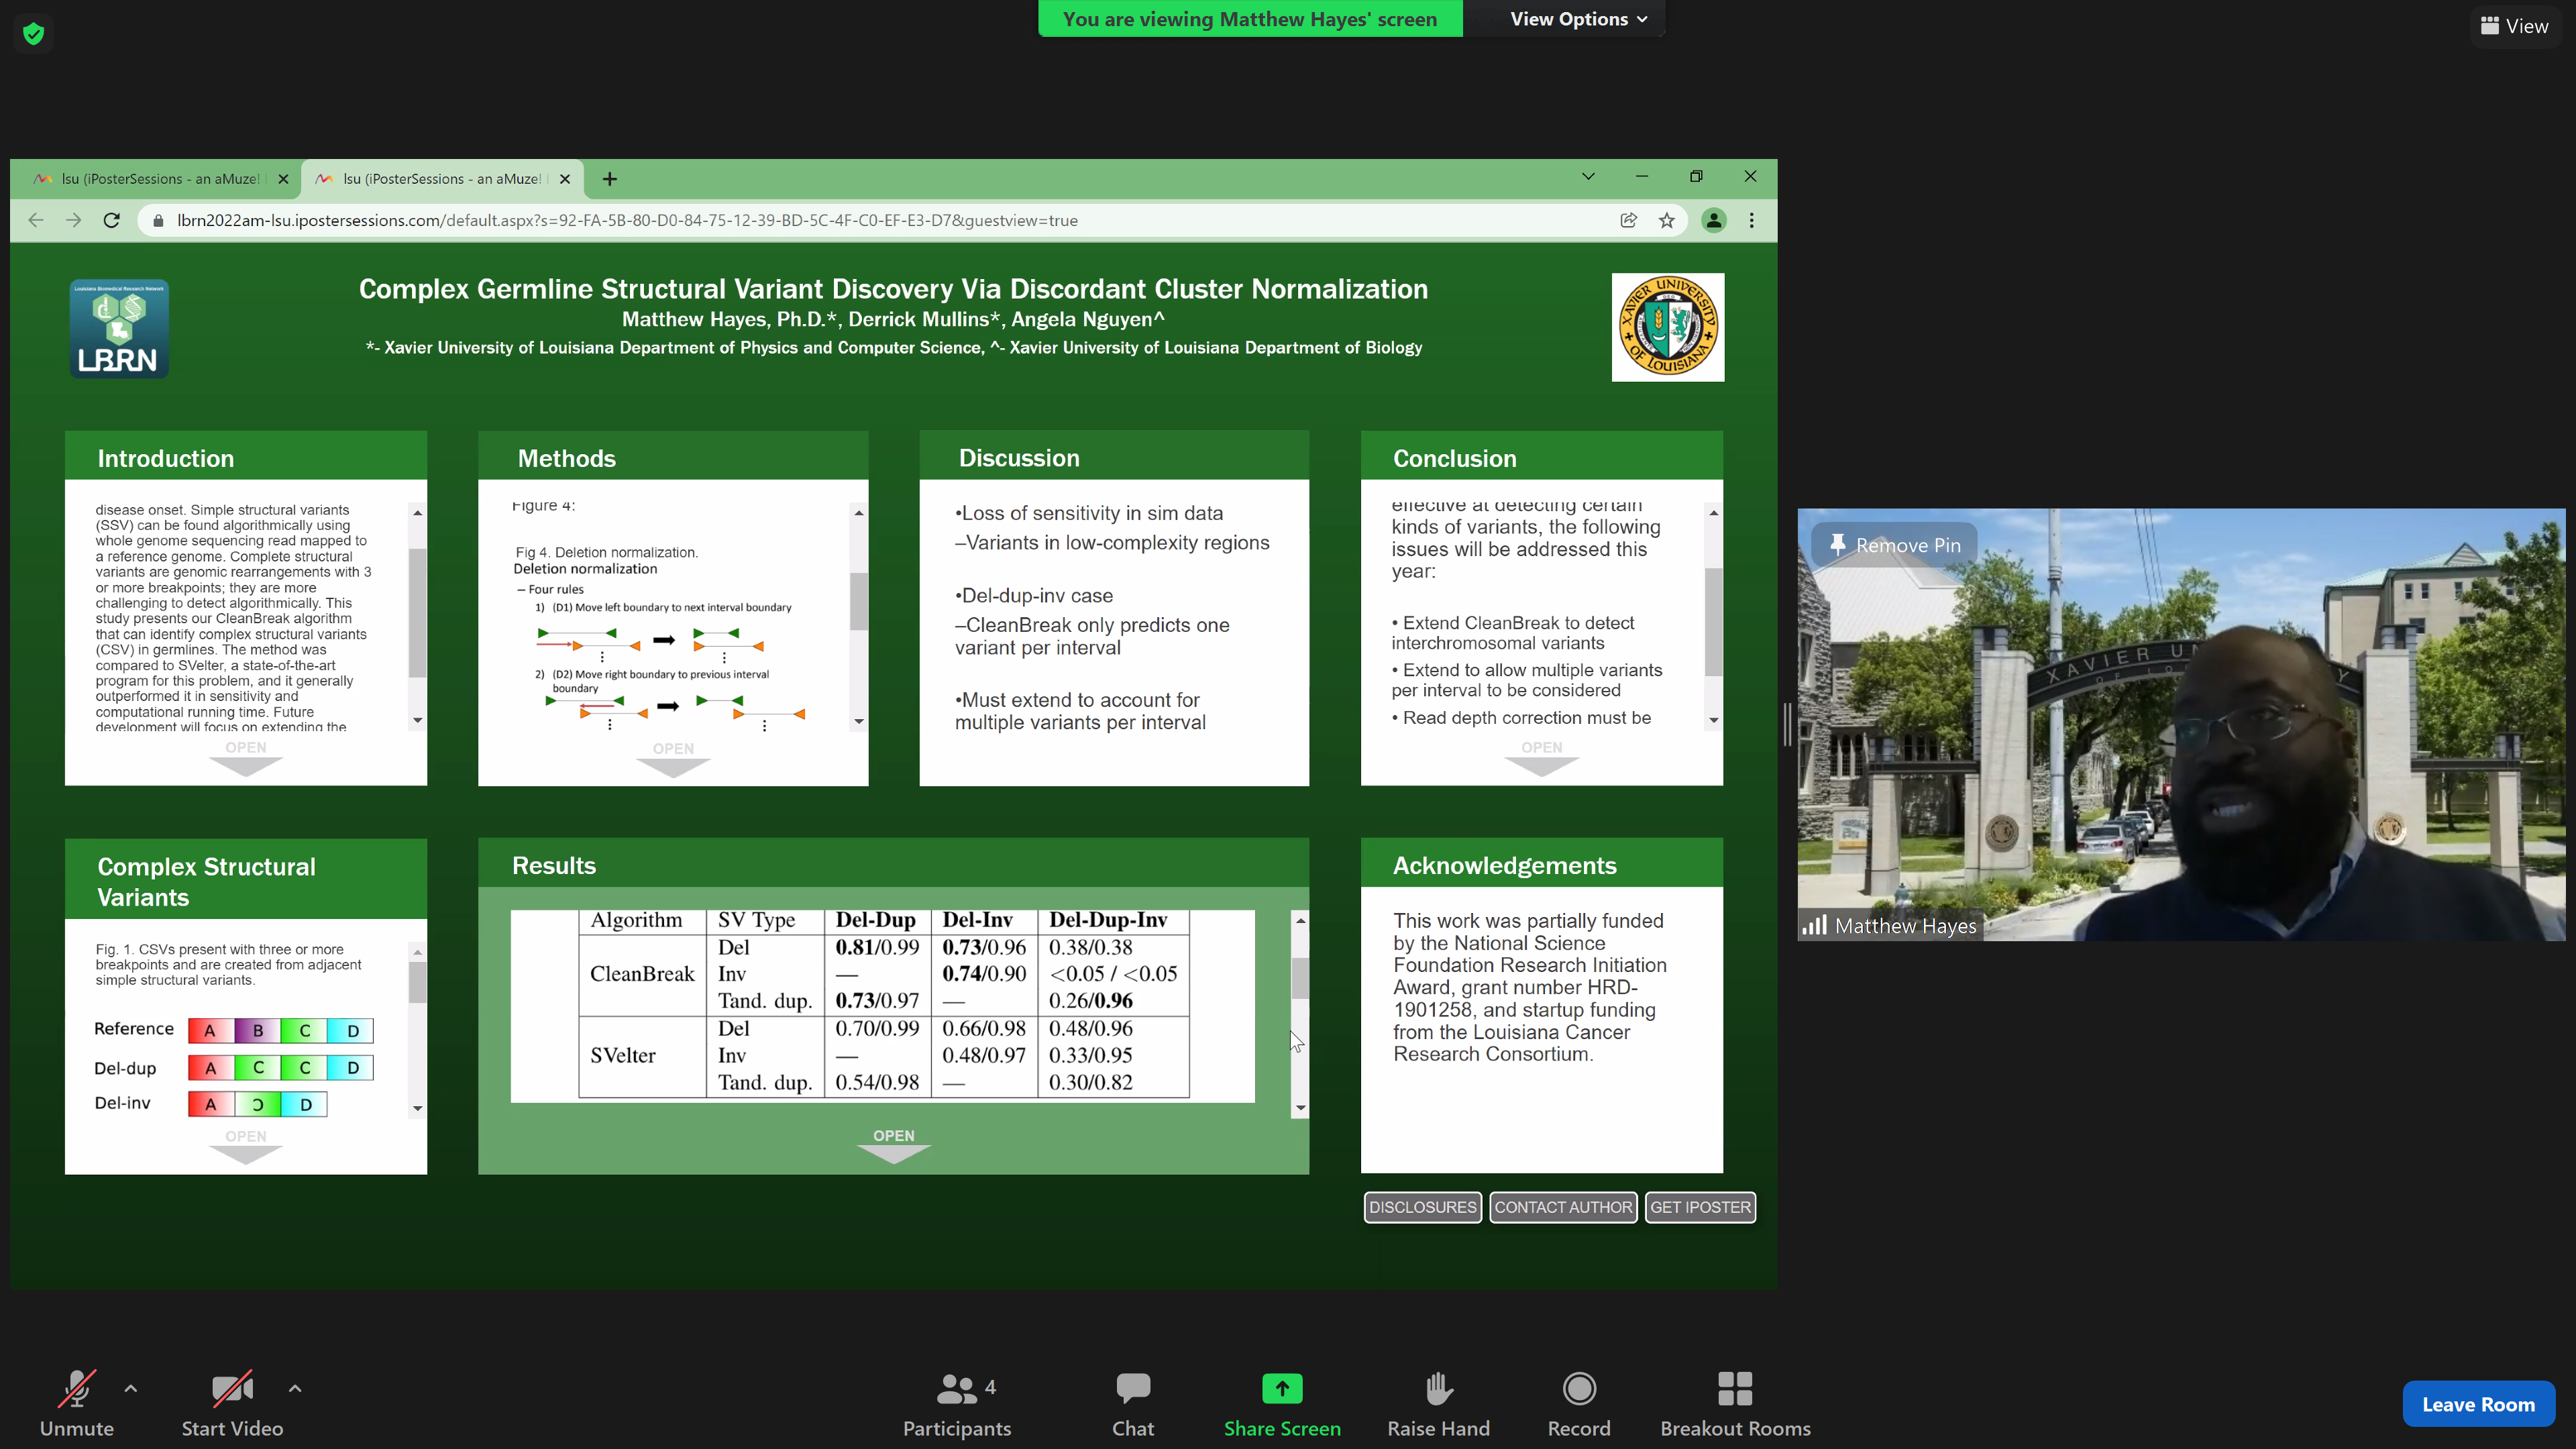 You are viewing Matthew Hayes' screen
View Options
View
lsu (iPosterSessions - an aMuze!
lsu (iPosterSessions - an aMuze!
lbrn2022am-lsu.ipostersessions.com/default.aspx?s=92-FA-5B-80-D0-84-75-12-39-BD-5C-4F-C0-EF-E3-D7&guestview=true
Louisiana Biomedical Research Network
LBRN
Complex Germline Structural Variant Discovery Via Discordant Cluster Normalization
Matthew Hayes, Ph.D.*, Derrick Mullins*, Angela Nguyen^
*- Xavier University of Louisiana Department of Physics and Computer Science, ^- Xavier University of Louisiana Department of Biology
XAVIER UNIVERSITY
OF LOUISIANA
Introduction
disease onset. Simple structural variants
(SSV) can be found algorithmically using
whole genome sequencing read mapped to
a reference genome. Complete structural
variants are genomic rearrangements with 3
or more breakpoints; they are more
challenging to detect algorithmically. This
study presents our CleanBreak algorithm
that can identify complex structural variants
(CSV) in germlines. The method was
compared to SVelter, a state-of-the-art
program for this problem, and it generally
outperformed it in sensitivity and
computational running time. Future
development will focus on extending the
OPEN
Methods
Figure 4:
Fig 4. Deletion normalization.
Deletion normalization
– Four rules
1) (D1) Move left boundary to next interval boundary
2) (D2) Move right boundary to previous interval
boundary
OPEN
Discussion
•Loss of sensitivity in sim data
–Variants in low-complexity regions
•Del-dup-inv case
–CleanBreak only predicts one
variant per interval
•Must extend to account for
multiple variants per interval
Conclusion
effective at detecting certain
kinds of variants, the following
issues will be addressed this
year:
• Extend CleanBreak to detect
interchromosomal variants
• Extend to allow multiple variants
per interval to be considered
• Read depth correction must be
OPEN
Complex Structural
Variants
Fig. 1. CSVs present with three or more
breakpoints and are created from adjacent
simple structural variants.
Reference A B C D
Del-dup A C C D
Del-inv A C D
OPEN
Results
Algorithm SV Type Del-Dup Del-Inv Del-Dup-Inv
Del 0.81/0.99 0.73/0.96 0.38/0.38
CleanBreak Inv — 0.74/0.90 <0.05 / <0.05
Tand. dup. 0.73/0.97 — 0.26/0.96
Del 0.70/0.99 0.66/0.98 0.48/0.96
SVelter Inv — 0.48/0.97 0.33/0.95
Tand. dup. 0.54/0.98 — 0.30/0.82
OPEN
Acknowledgements
This work was partially funded
by the National Science
Foundation Research Initiation
Award, grant number HRD-
1901258, and startup funding
from the Louisiana Cancer
Research Consortium.
DISCLOSURES
CONTACT AUTHOR
GET IPOSTER
Remove Pin
XAVIER UN
Y
Matthew Hayes
Unmute
Start Video
4
Participants
Chat
Share Screen
Raise Hand
Record
Breakout Rooms
Leave Room